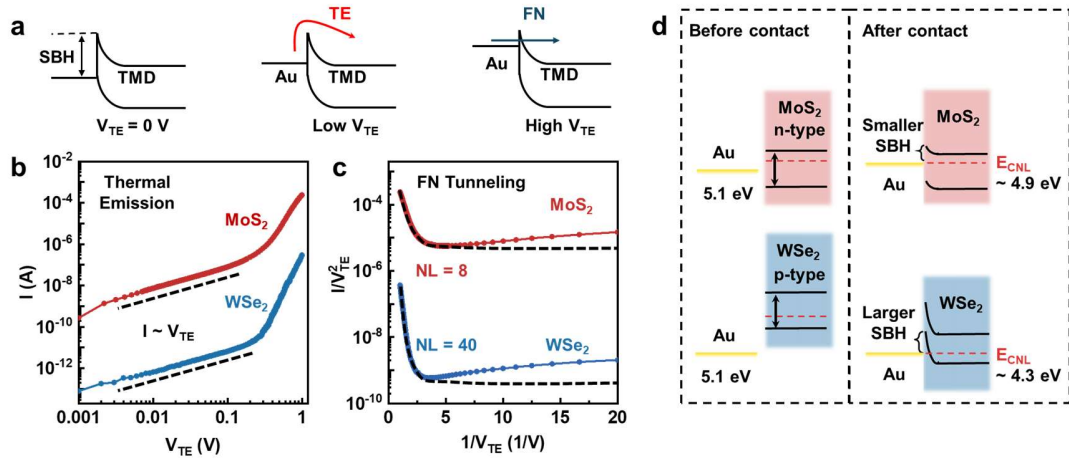 a
TE
FN
SBH
TMD
Au
TMD
Au
TMD
V_TE = 0 V
Low V_TE
High V_TE
b
Thermal
Emission
MoS₂
WSe₂
I ~ V_TE
I (A)
10⁻²
10⁻⁴
10⁻⁶
10⁻⁸
10⁻¹⁰
10⁻¹²
0.001
0.01
0.1
1
V_TE (V)
c
FN Tunneling
MoS₂
NL = 8
NL = 40
WSe₂
I/V²_TE
10⁻⁴
10⁻⁶
10⁻⁸
10⁻¹⁰
0
5
10
15
20
1/V_TE (1/V)
d
Before contact
After contact
MoS₂
n-type
Au
5.1 eV
WSe₂
p-type
Au
5.1 eV
Smaller
SBH
MoS₂
E_CNL
Au
~ 4.9 eV
Larger
SBH
WSe₂
E_CNL
Au
~ 4.3 eV